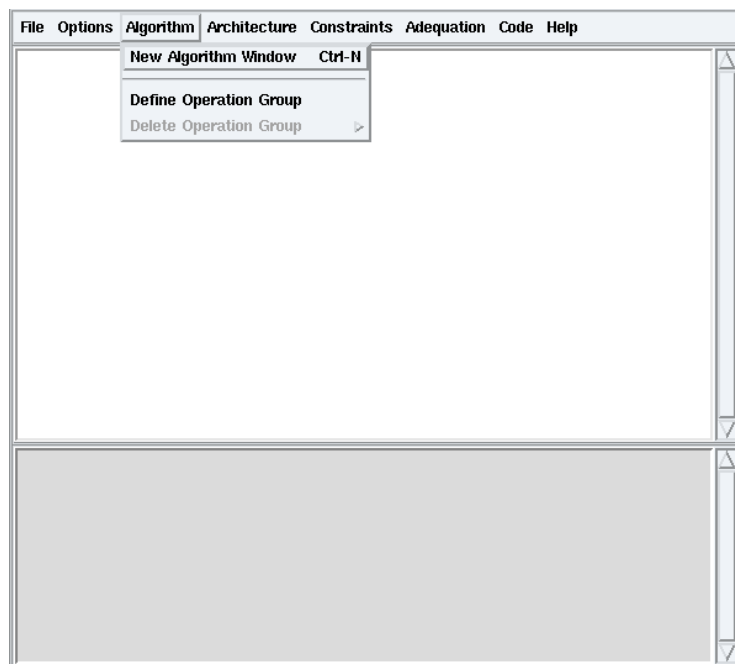 File Options Algorithm Architecture Constraints Adequation Code Help
New Algorithm Window Ctrl-N
Define Operation Group
Delete Operation Group